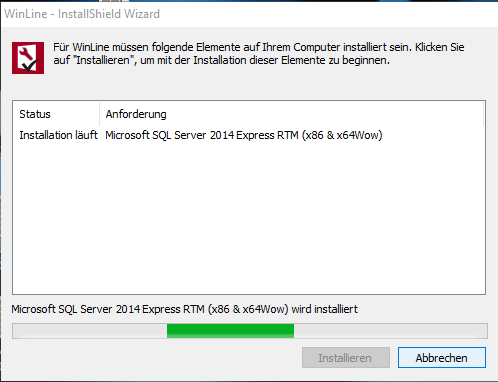 WinLine - InstallShield Wizard
Für WinLine müssen folgende Elemente auf Ihrem Computer installiert sein. Klicken Sie
auf "Installieren", um mit der Installation dieser Elemente zu beginnen.
Status Anforderung
Installation läuft Microsoft SQL Server 2014 Express RTM (x86 & x64Wow)
Microsoft SQL Server 2014 Express RTM (x86 & x64Wow) wird installiert
Installieren Abbrechen